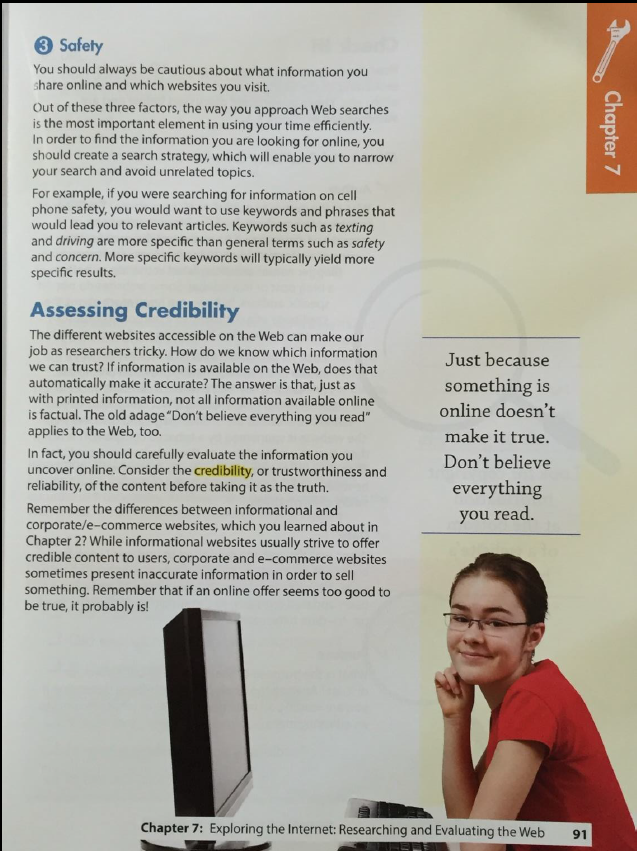 3 Safety
You should always be cautious about what information you
share online and which websites you visit.
Out of these three factors, the way you approach Web searches
is the most important element in using your time efficiently.
In order to find the information you are looking for online, you
should create a search strategy, which will enable you to narrow
your search and avoid unrelated topics.
For example, if you were searching for information on cell
phone safety, you would want to use keywords and phrases that
would lead you to relevant articles. Keywords such as texting
and driving are more specific than general terms such as safety
and concern. More specific keywords will typically yield more
specific results.
Assessing Credibility
The different websites accessible on the Web can make our
job as researchers tricky. How do we know which information
we can trust? If information is available on the Web, does that
automatically make it accurate? The answer is that, just as
with printed information, not all information available online
is factual. The old adage “Don’t believe everything you read”
applies to the Web, too.
In fact, you should carefully evaluate the information you
uncover online. Consider the credibility, or trustworthiness and
reliability, of the content before taking it as the truth.
Remember the differences between informational and
corporate/e–commerce websites, which you learned about in
Chapter 2? While informational websites usually strive to offer
credible content to users, corporate and e–commerce websites
sometimes present inaccurate information in order to sell
something. Remember that if an online offer seems too good to
be true, it probably is!
Just because
something is
online doesn’t
make it true.
Don’t believe
everything
you read.
Chapter 7
Chapter 7: Exploring the Internet: Researching and Evaluating the Web 91